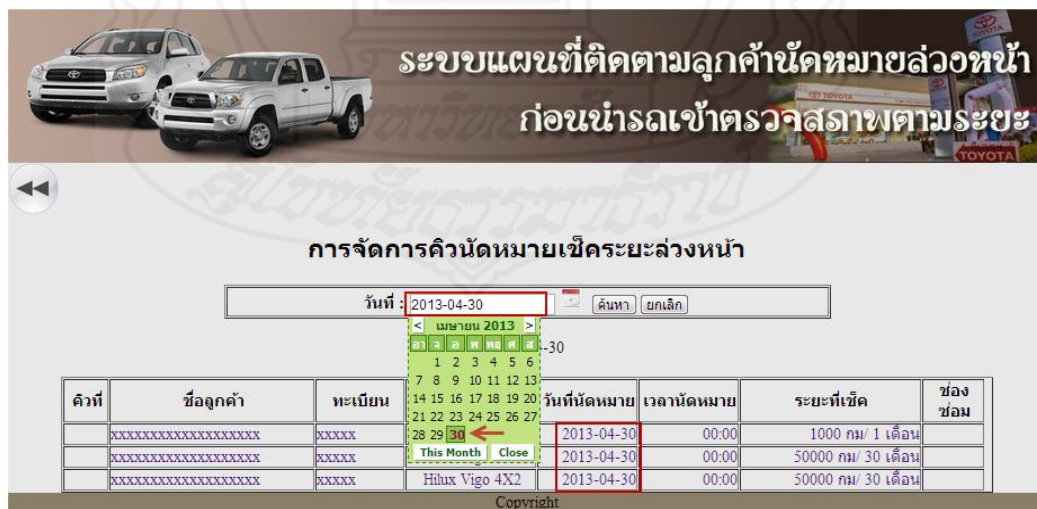 ระบบแผนที่ติดตามลูกค้านัดหมายล่วงหน้า
ก่อนนำรถเข้าตรวจสภาพตามระยะ
TOYOTA
TOYOTA
TOYOTA
การจัดการคิวนัดหมายเช็คระยะล่วงหน้า
วันที่ : 2013-04-30 ค้นหา ยกเลิก
< เมษายน 2013 >
อา จ อ พ พฤ ศ ส
-30
1 2 3 4 5 6
7 8 9 10 11 12 13
14 15 16 17 18 19 20
21 22 23 24 25 26 27
28 29 30
This Month Close
คิวที่ ชื่อลูกค้า ทะเบียน วันที่นัดหมาย เวลานัดหมาย ระยะที่เช็ค ช่อง
ซ่อม
xxxxxxxxxxxxxxxxxxx xxxxx 2013-04-30 00:00 1000 กม/ 1 เดือน
xxxxxxxxxxxxxxxxxxx xxxxx 2013-04-30 00:00 50000 กม/ 30 เดือน
xxxxxxxxxxxxxxxxxxx xxxxx Hilux Vigo 4X2 2013-04-30 00:00 50000 กม/ 30 เดือน
Copyright